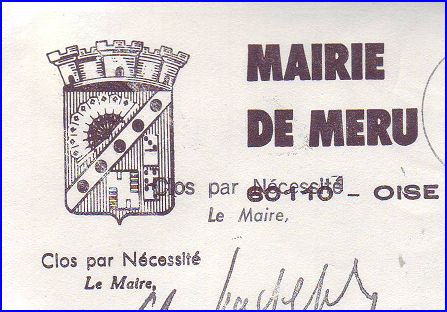 MAIRIE
DE MERU
Clos par Nécessité
60110 - OISE
Le Maire,
Clos par Nécessité
Le Maire,